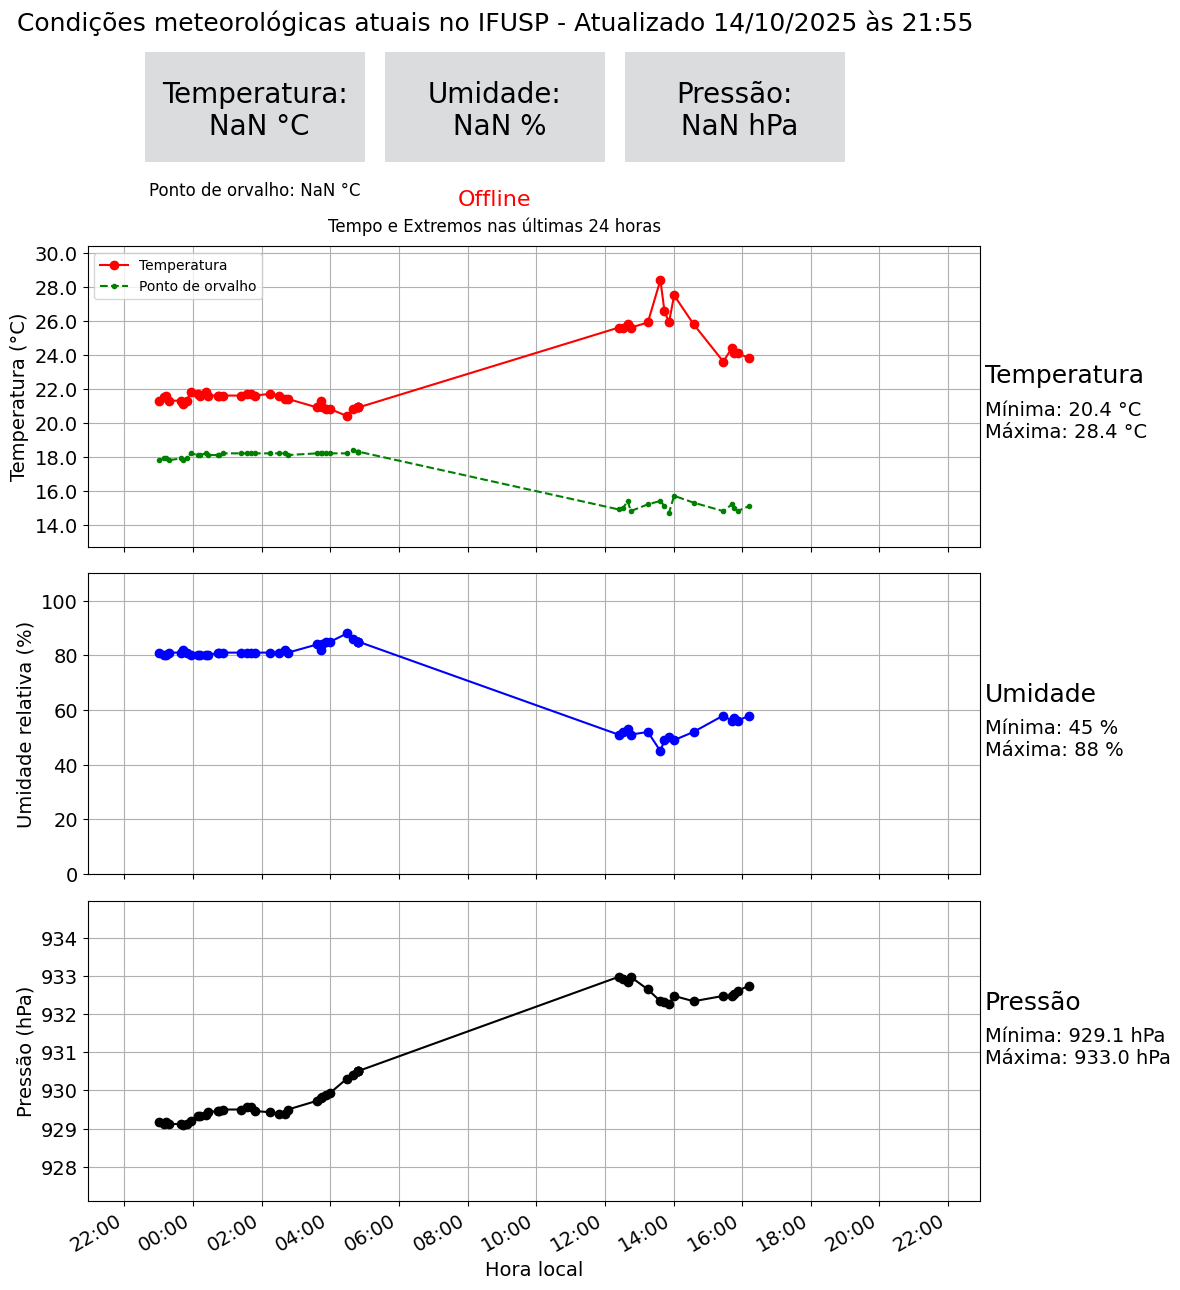 Condições meteorológicas atuais no IFUSP - Atualizado 14/10/2025 às 21:55
Temperatura:
NaN °C
Umidade:
NaN %
Pressão:
NaN hPa
Ponto de orvalho: NaN °C
Offline
Tempo e Extremos nas últimas 24 horas
Temperatura (°C)
30.0
28.0
26.0
24.0
22.0
20.0
18.0
16.0
14.0
Temperatura
Ponto de orvalho
Temperatura
Mínima: 20.4 °C
Máxima: 28.4 °C
Umidade relativa (%)
100
80
60
40
20
0
Umidade
Mínima: 45 %
Máxima: 88 %
Pressão (hPa)
934
933
932
931
930
929
928
Pressão
Mínima: 929.1 hPa
Máxima: 933.0 hPa
22:00 00:00 02:00 04:00 06:00 08:00 10:00 12:00 14:00 16:00 18:00 20:00 22:00
Hora local